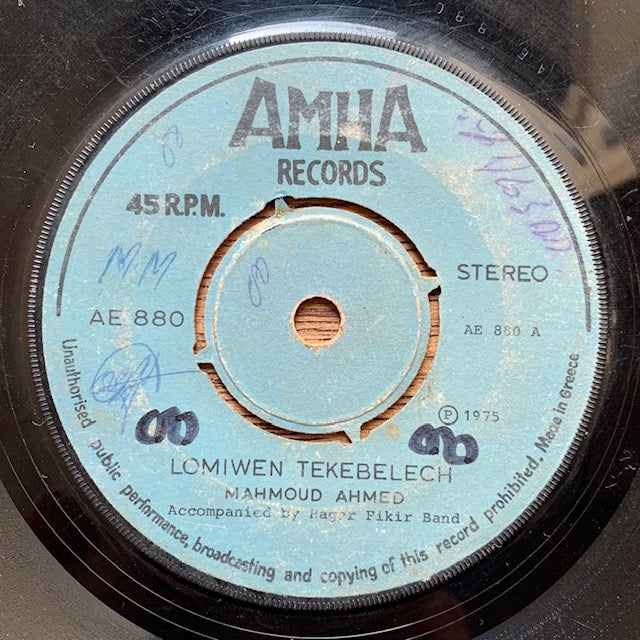 AMHA
RECORDS
45 R.P.M.
STEREO
M.M
AE 880
AE 880 A
Ⓟ 1975
LOMIWEN TEKEBELECH
MAHMOUD AHMED
Accompanied by Hager Fikir Band
Unauthorised public performance, broadcasting and copying of this record prohibited. Made in Greece